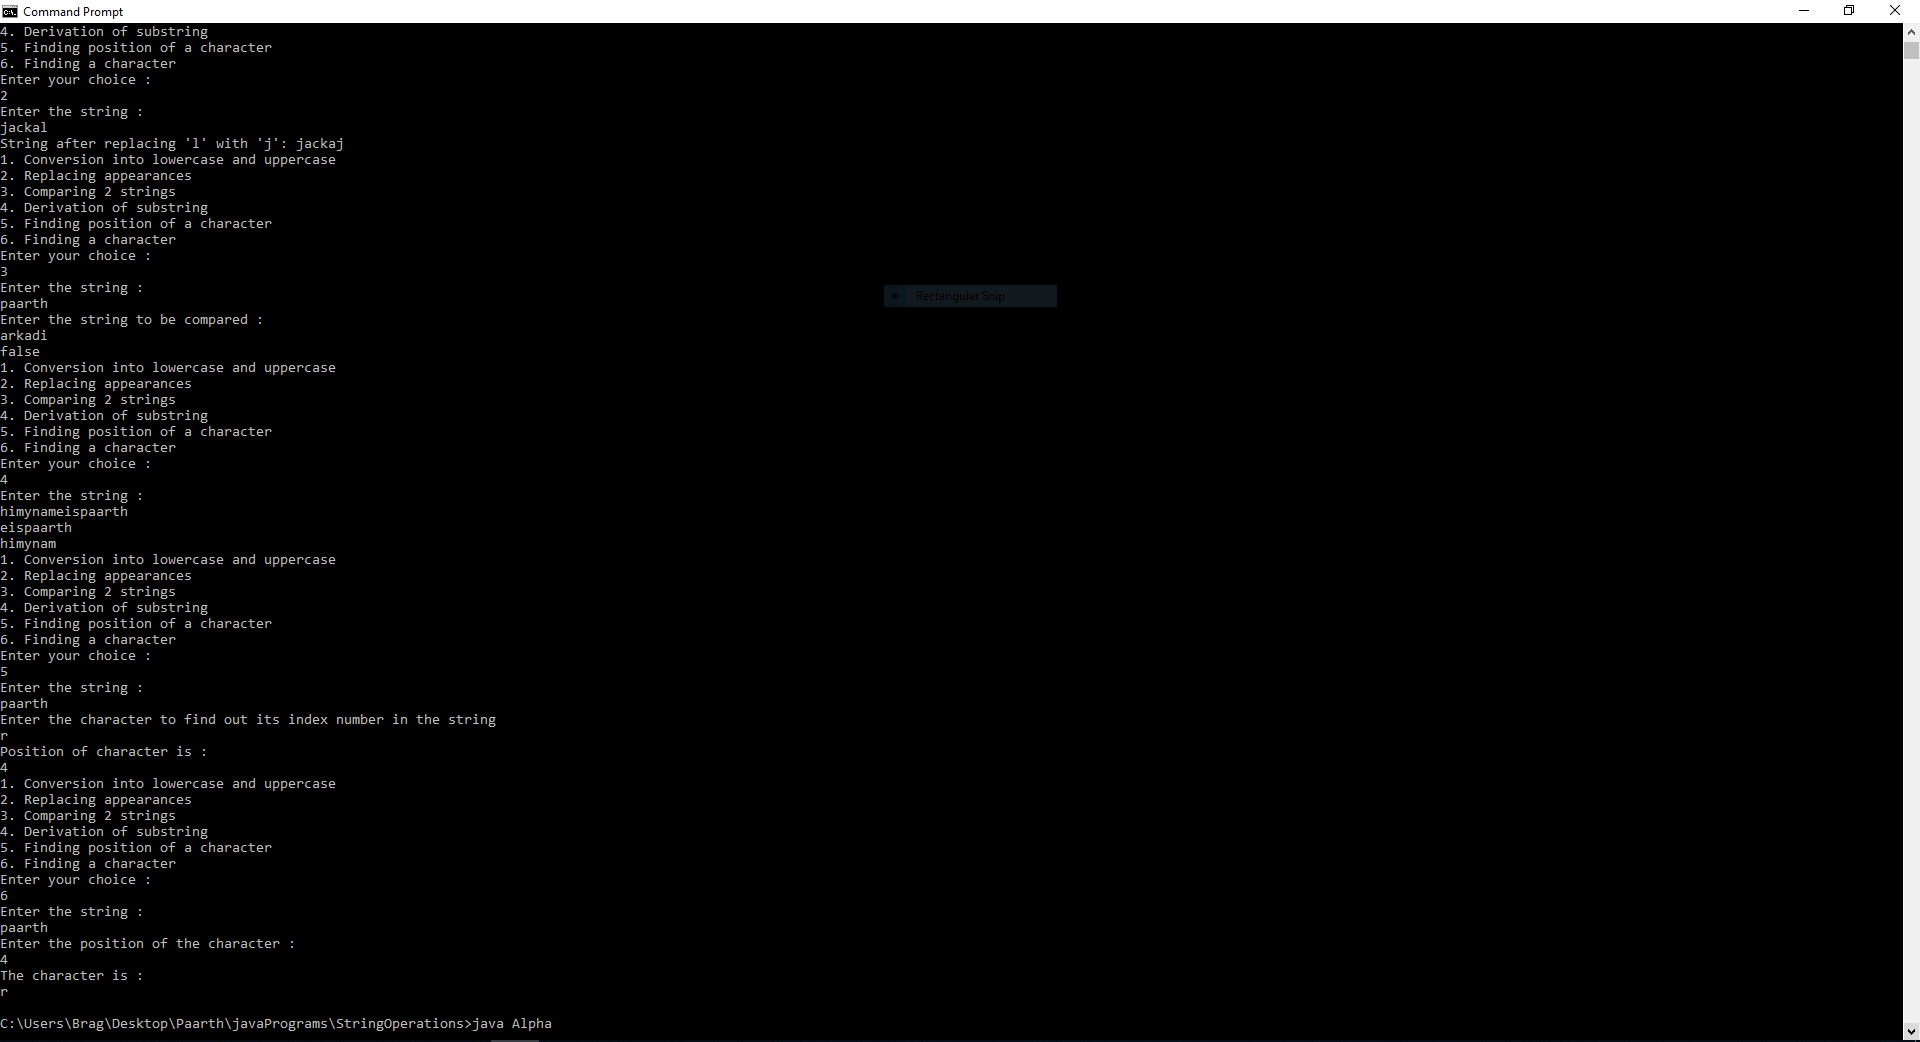 Command Prompt
4. Derivation of substring
5. Finding position of a character
6. Finding a character
Enter your choice :
2
Enter the string :
jackal
String after replacing 'l' with 'j': jackaj
1. Conversion into lowercase and uppercase
2. Replacing appearances
3. Comparing 2 strings
4. Derivation of substring
5. Finding position of a character
6. Finding a character
Enter your choice :
3
Enter the string :
paarth
Enter the string to be compared :
arkadi
false
1. Conversion into lowercase and uppercase
2. Replacing appearances
3. Comparing 2 strings
4. Derivation of substring
5. Finding position of a character
6. Finding a character
Enter your choice :
4
Enter the string :
himynameispaarth
eispaarth
himynam
1. Conversion into lowercase and uppercase
2. Replacing appearances
3. Comparing 2 strings
4. Derivation of substring
5. Finding position of a character
6. Finding a character
Enter your choice :
5
Enter the string :
paarth
Enter the character to find out its index number in the string
r
Position of character is :
4
1. Conversion into lowercase and uppercase
2. Replacing appearances
3. Comparing 2 strings
4. Derivation of substring
5. Finding position of a character
6. Finding a character
Enter your choice :
6
Enter the string :
paarth
Enter the position of the character :
4
The character is :
r
C:\Users\Brag\Desktop\Paarth\javaPrograms\StringOperations>java Alpha
Rectangular Snip